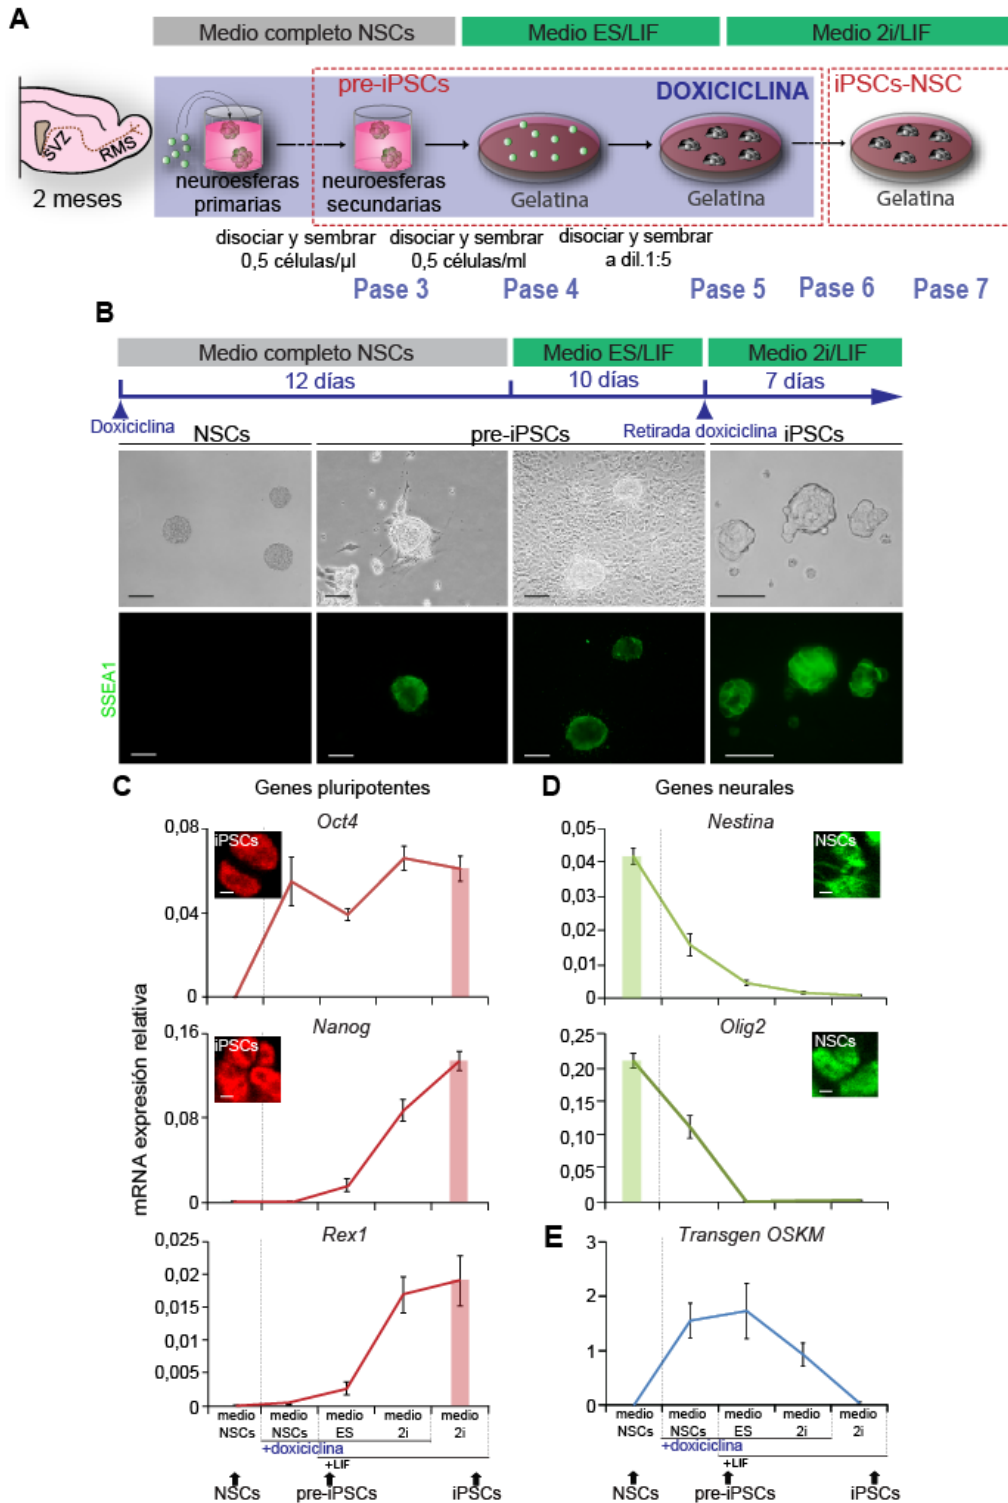 A
Medio completo NSCs
Medio ES/LIF
Medio 2i/LIF
pre-iPSCs
DOXICICLINA
iPSCs-NSC
SVZ
RMS
2 meses
neuroesferas
primarias
neuroesferas
secundarias
Gelatina
Gelatina
Gelatina
disociar y sembrar
0,5 células/µl
disociar y sembrar
0,5 células/ml
disociar y sembrar
a dil.1:5
Pase 3
Pase 4
Pase 5
Pase 6
Pase 7
B
Medio completo NSCs
Medio ES/LIF
Medio 2i/LIF
12 días
10 días
7 días
Doxiciclina
Retirada doxiciclina
NSCs
pre-iPSCs
iPSCs
SSEA1
C
Genes pluripotentes
D
Genes neurales
mRNA expresión relativa
Oct4
iPSCs
0,08
0,04
0
Nestina
NSCs
0,05
0,04
0,03
0,02
0,01
0
Nanog
iPSCs
0,16
0,08
0
Olig2
NSCs
0,25
0,20
0,15
0,10
0,05
0
Rex1
0,025
0,02
0,015
0,01
0,005
0
E
Transgen OSKM
3
2
1
0
medio
NSCs
medio
NSCs
medio
ES
medio
2i
medio
2i
+doxiciclina
+LIF
NSCs
pre-iPSCs
iPSCs
medio
NSCs
medio
NSCs
medio
ES
medio
2i
medio
2i
+doxiciclina
+LIF
NSCs
pre-iPSCs
iPSCs